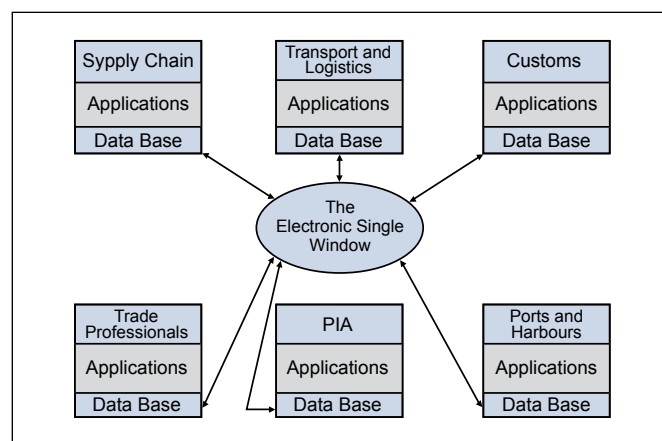 Sypply Chain
Applications
Data Base
Transport and
Logistics
Applications
Data Base
Customs
Applications
Data Base
The
Electronic Single
Window
Trade
Professionals
Applications
Data Base
PIA
Applications
Data Base
Ports and
Harbours
Applications
Data Base